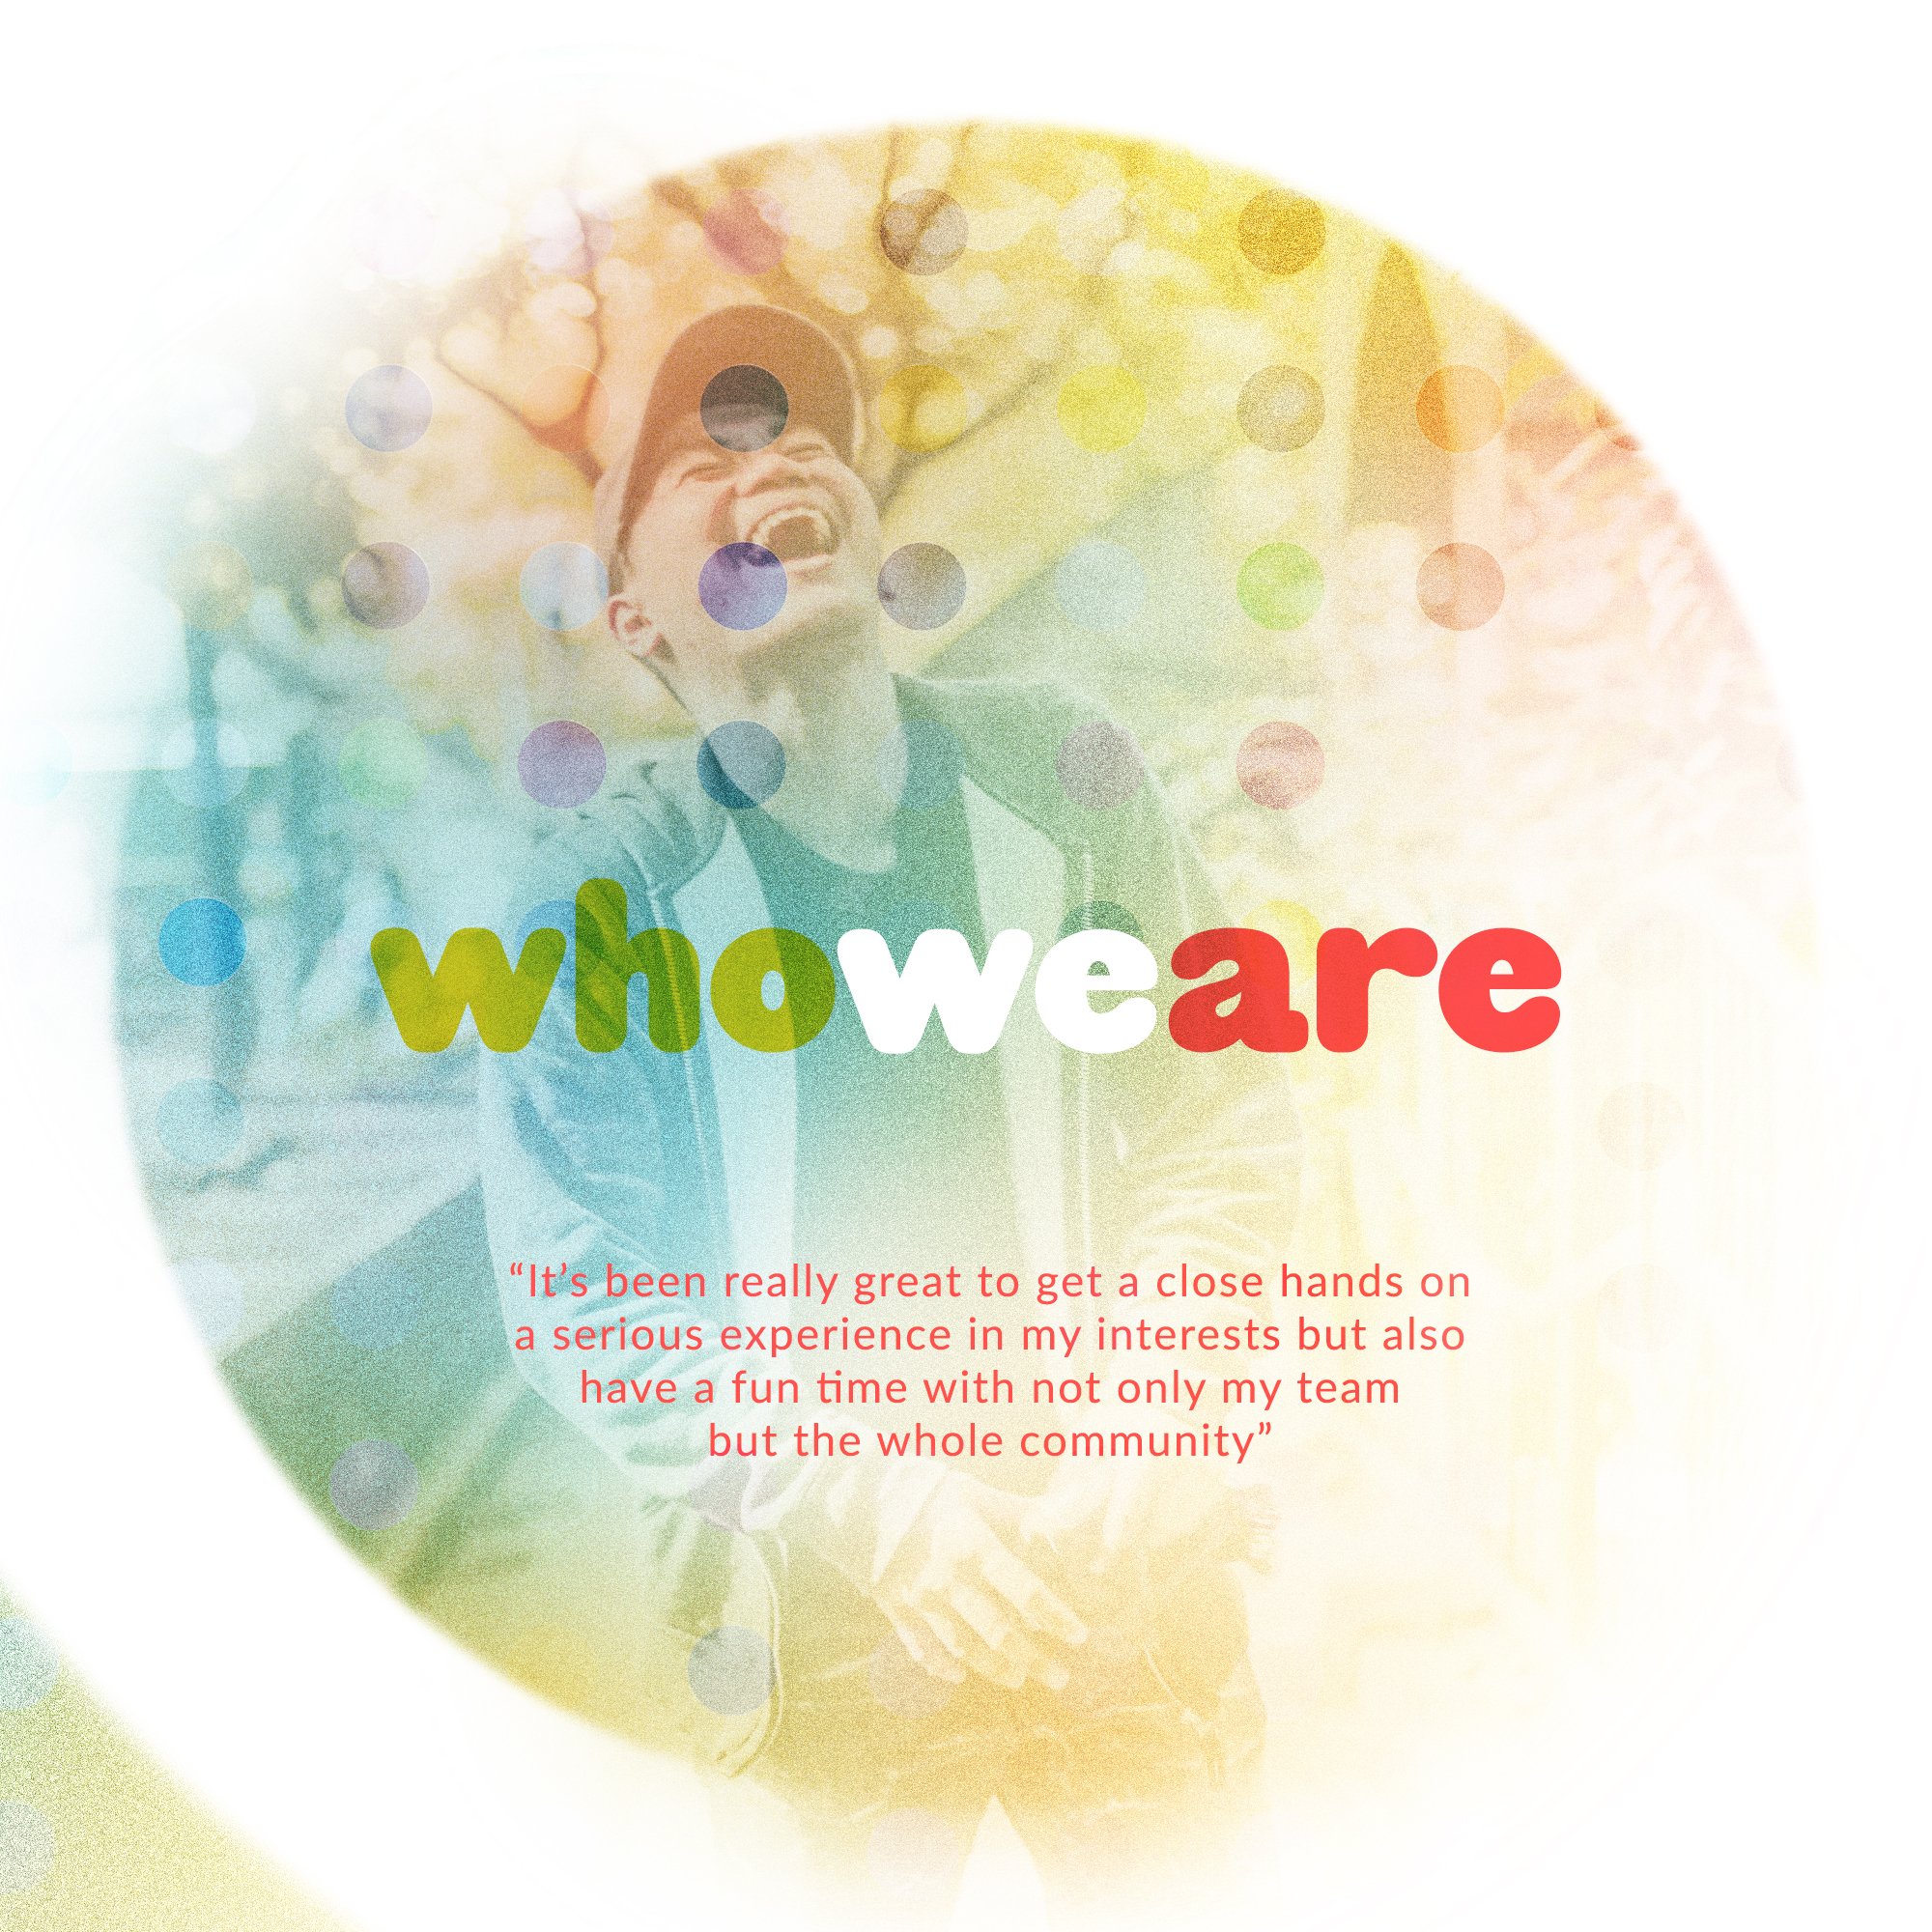 whoweare
“It’s been really great to get a close hands on
a serious experience in my interests but also
have a fun time with not only my team
but the whole community”